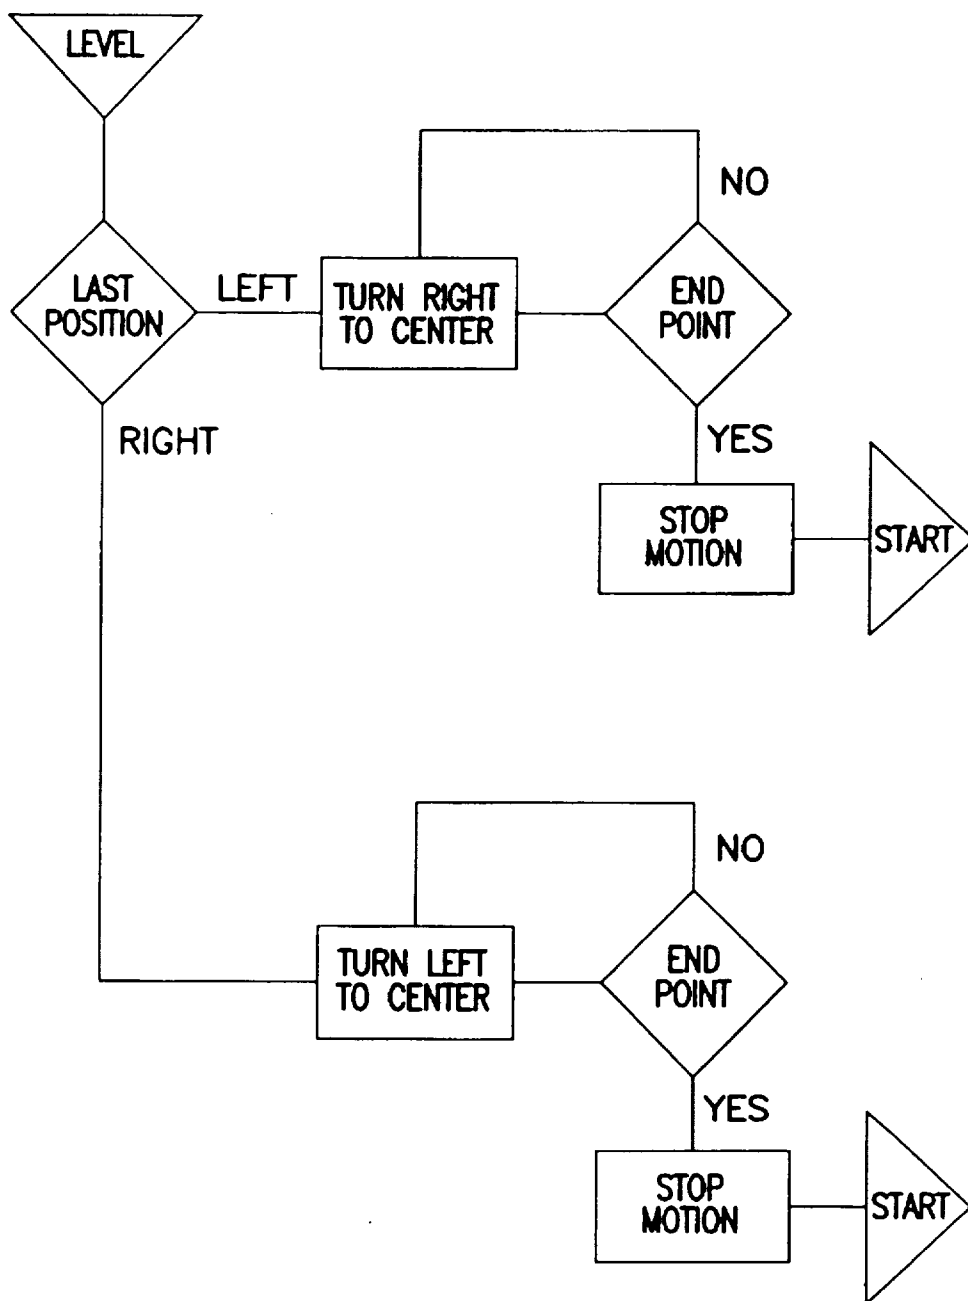 LEVEL
NO
LAST
POSITION
LEFT
TURN RIGHT
TO CENTER
END
POINT
RIGHT
YES
STOP
MOTION
START
NO
TURN LEFT
TO CENTER
END
POINT
YES
STOP
MOTION
START